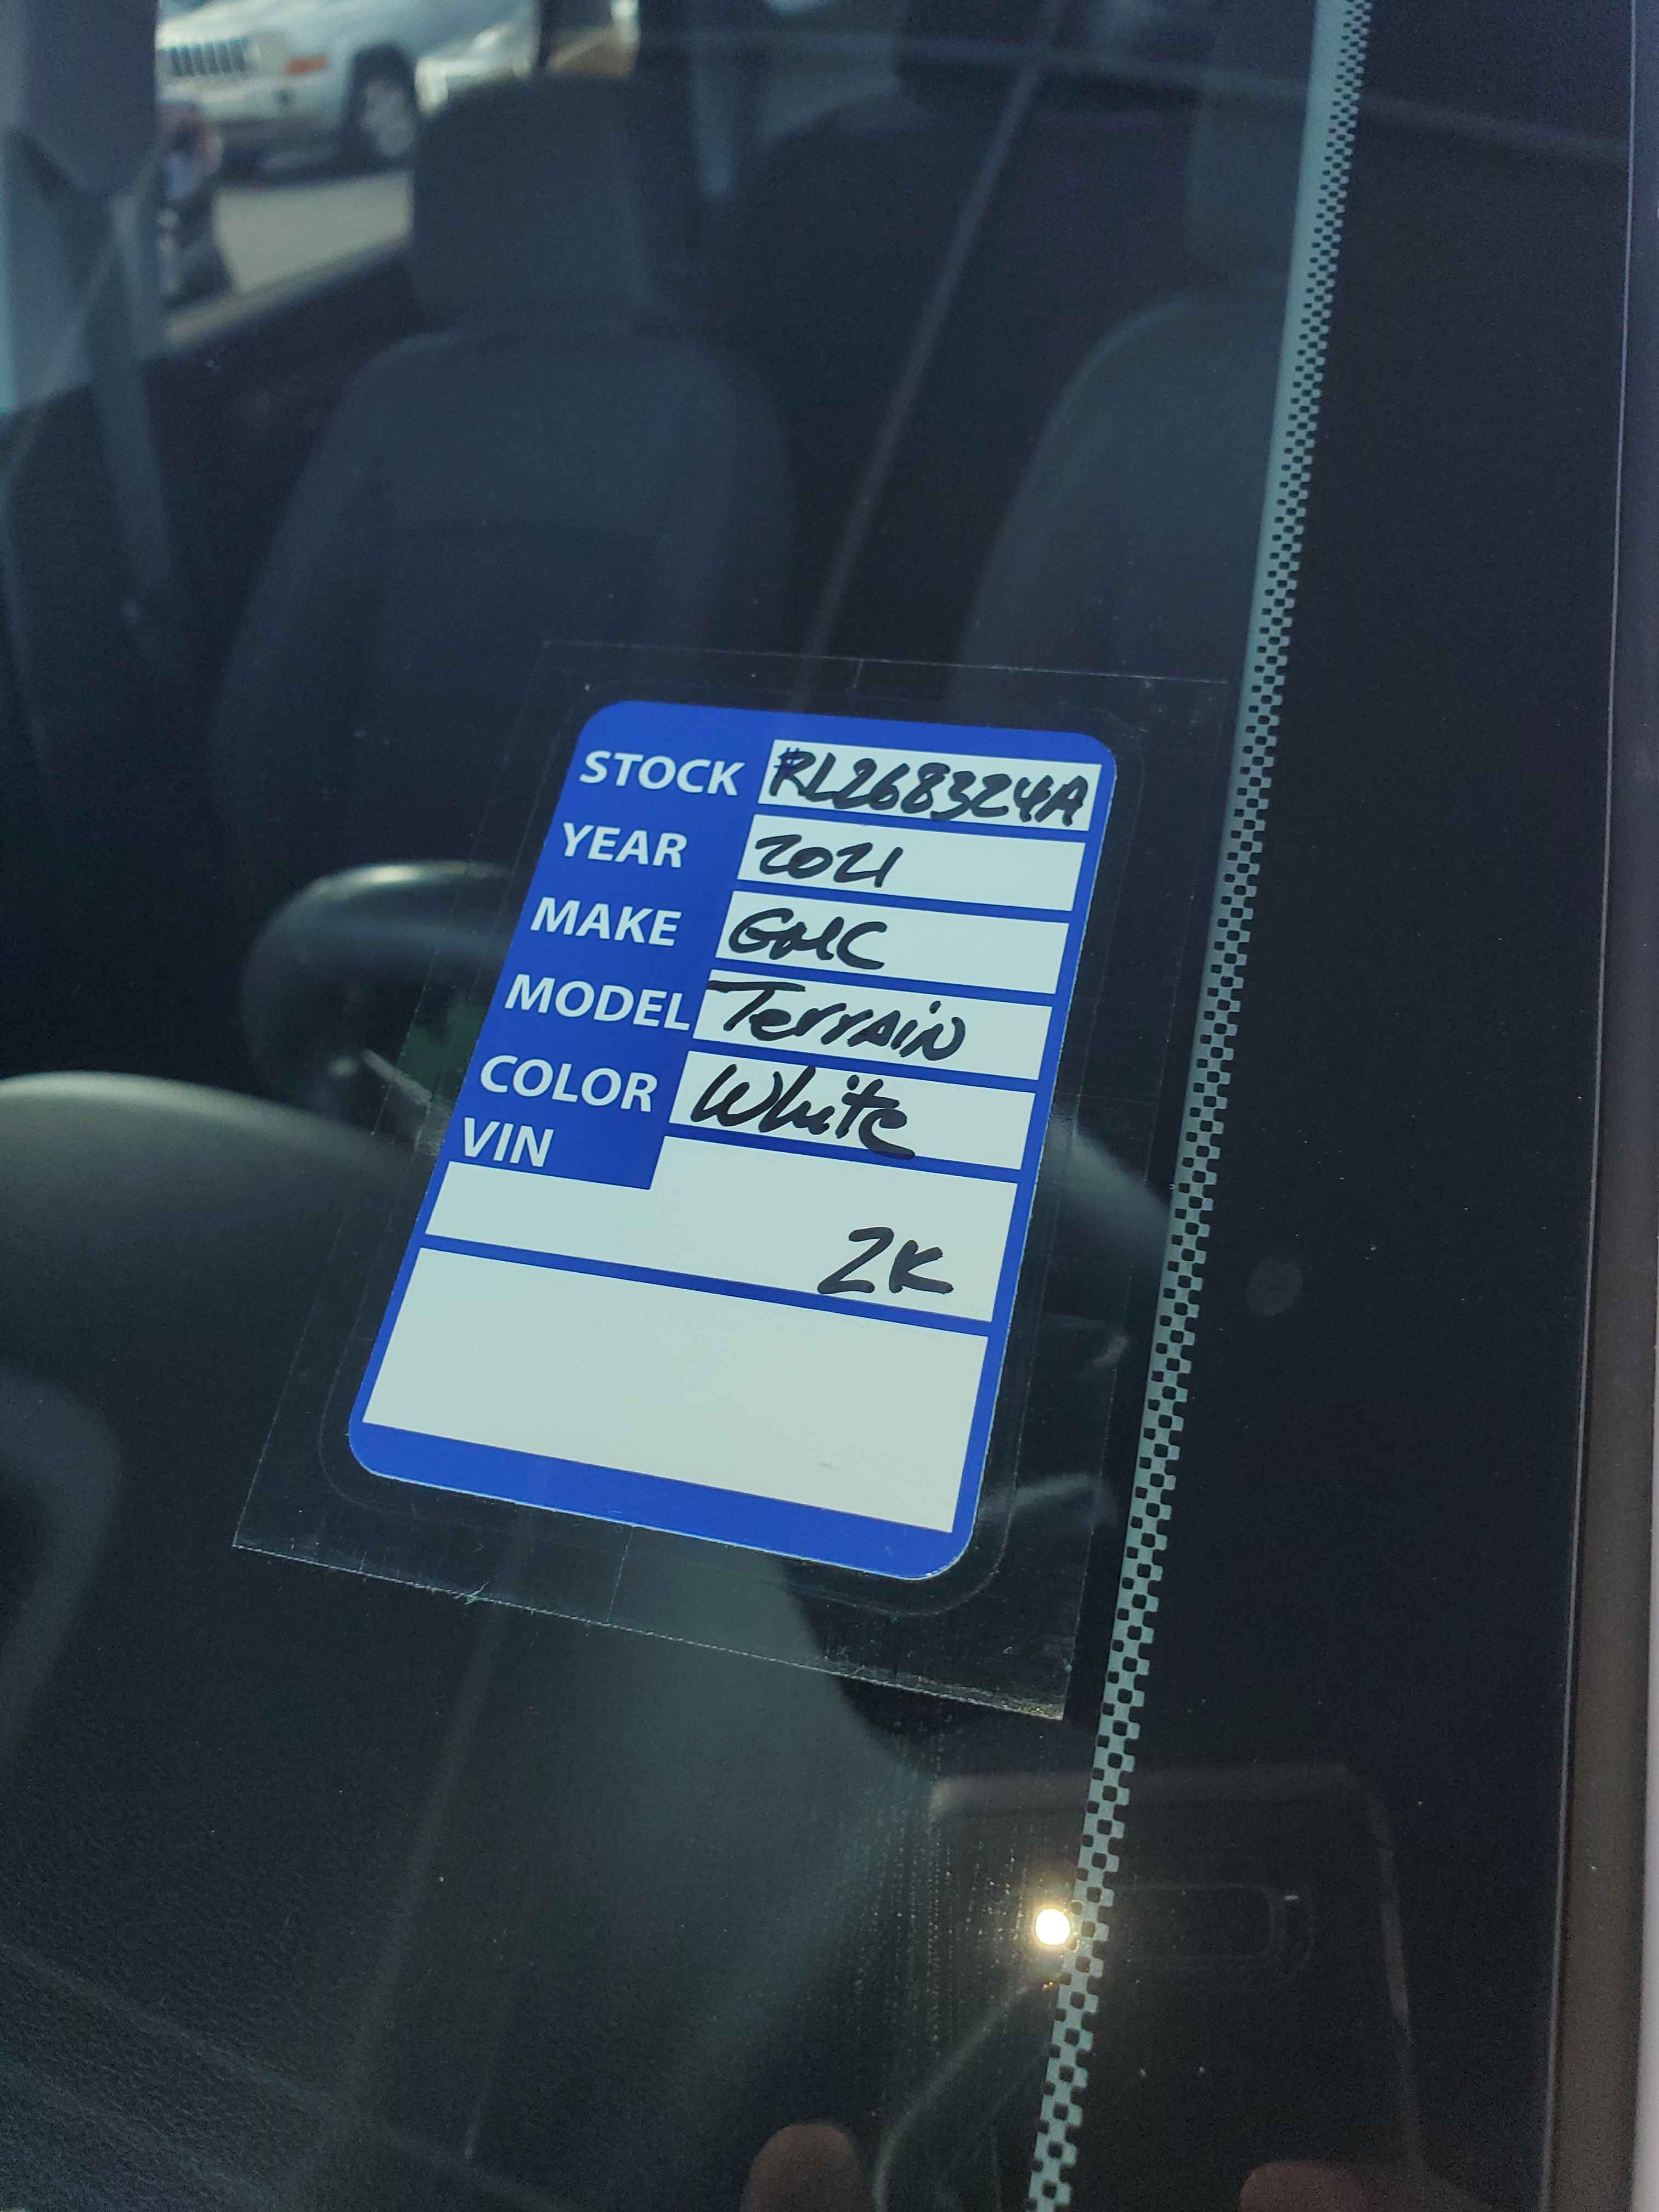 STOCK #RL268324A
YEAR 2021
MAKE GMC
MODEL Terrain
COLOR White
VIN
2K